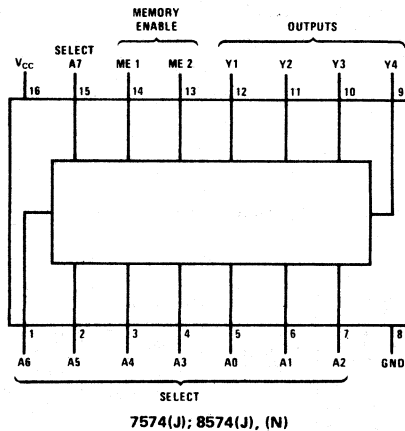 MEMORY
ENABLE
OUTPUTS
SELECT
VCC A7 ME 1 ME 2 Y1 Y2 Y3 Y4
16 15 14 13 12 11 10 9
1 2 3 4 5 6 7 8
A6 A5 A4 A3 A0 A1 A2 GND
SELECT
7574(J); 8574(J), (N)